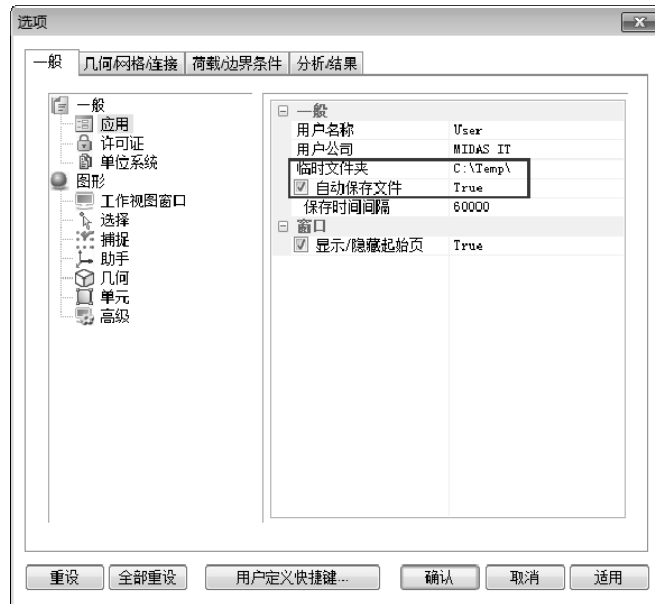 选项
一般 几何/网格/连接 荷载/边界条件 分析/结果
一般
应用
许可证
单位系统
图形
工作视图窗口
选择
捕捉
助手
几何
单元
高级
一般
用户名称 User
用户公司 MIDAS IT
临时文件夹 C:\Temp\
自动保存文件 True
保存时间间隔 60000
窗口
显示/隐藏起始页 True
重设 全部重设 用户定义快捷键... 确认 取消 适用